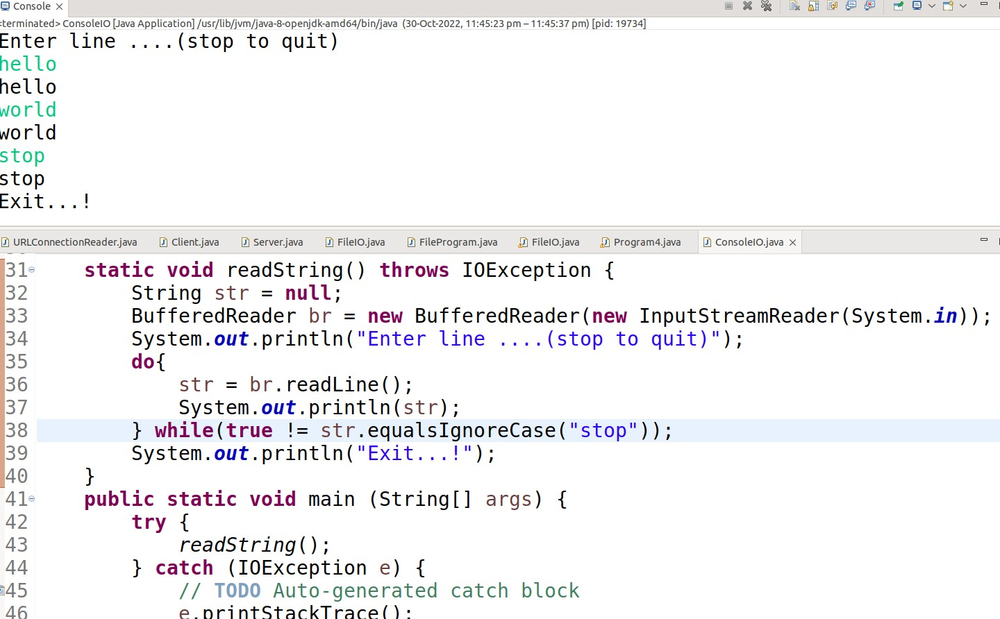 Console
<terminated> ConsoleIO [Java Application] /usr/lib/jvm/java-8-openjdk-amd64/bin/java (30-Oct-2022, 11:45:23 pm – 11:45:37 pm) [pid: 19734]
Enter line ....(stop to quit)
hello
hello
world
world
stop
stop
Exit...!
URLConnectionReader.java Client.java Server.java FileIO.java FileProgram.java FileIO.java Program4.java ConsoleIO.java
31 static void readString() throws IOException {
32 String str = null;
33 BufferedReader br = new BufferedReader(new InputStreamReader(System.in));
34 System.out.println("Enter line ....(stop to quit)");
35 do{
36 str = br.readLine();
37 System.out.println(str);
38 } while(true != str.equalsIgnoreCase("stop"));
39 System.out.println("Exit...!");
40 }
41 public static void main (String[] args) {
42 try {
43 readString();
44 } catch (IOException e) {
45 // TODO Auto-generated catch block
46 e.printStackTrace();